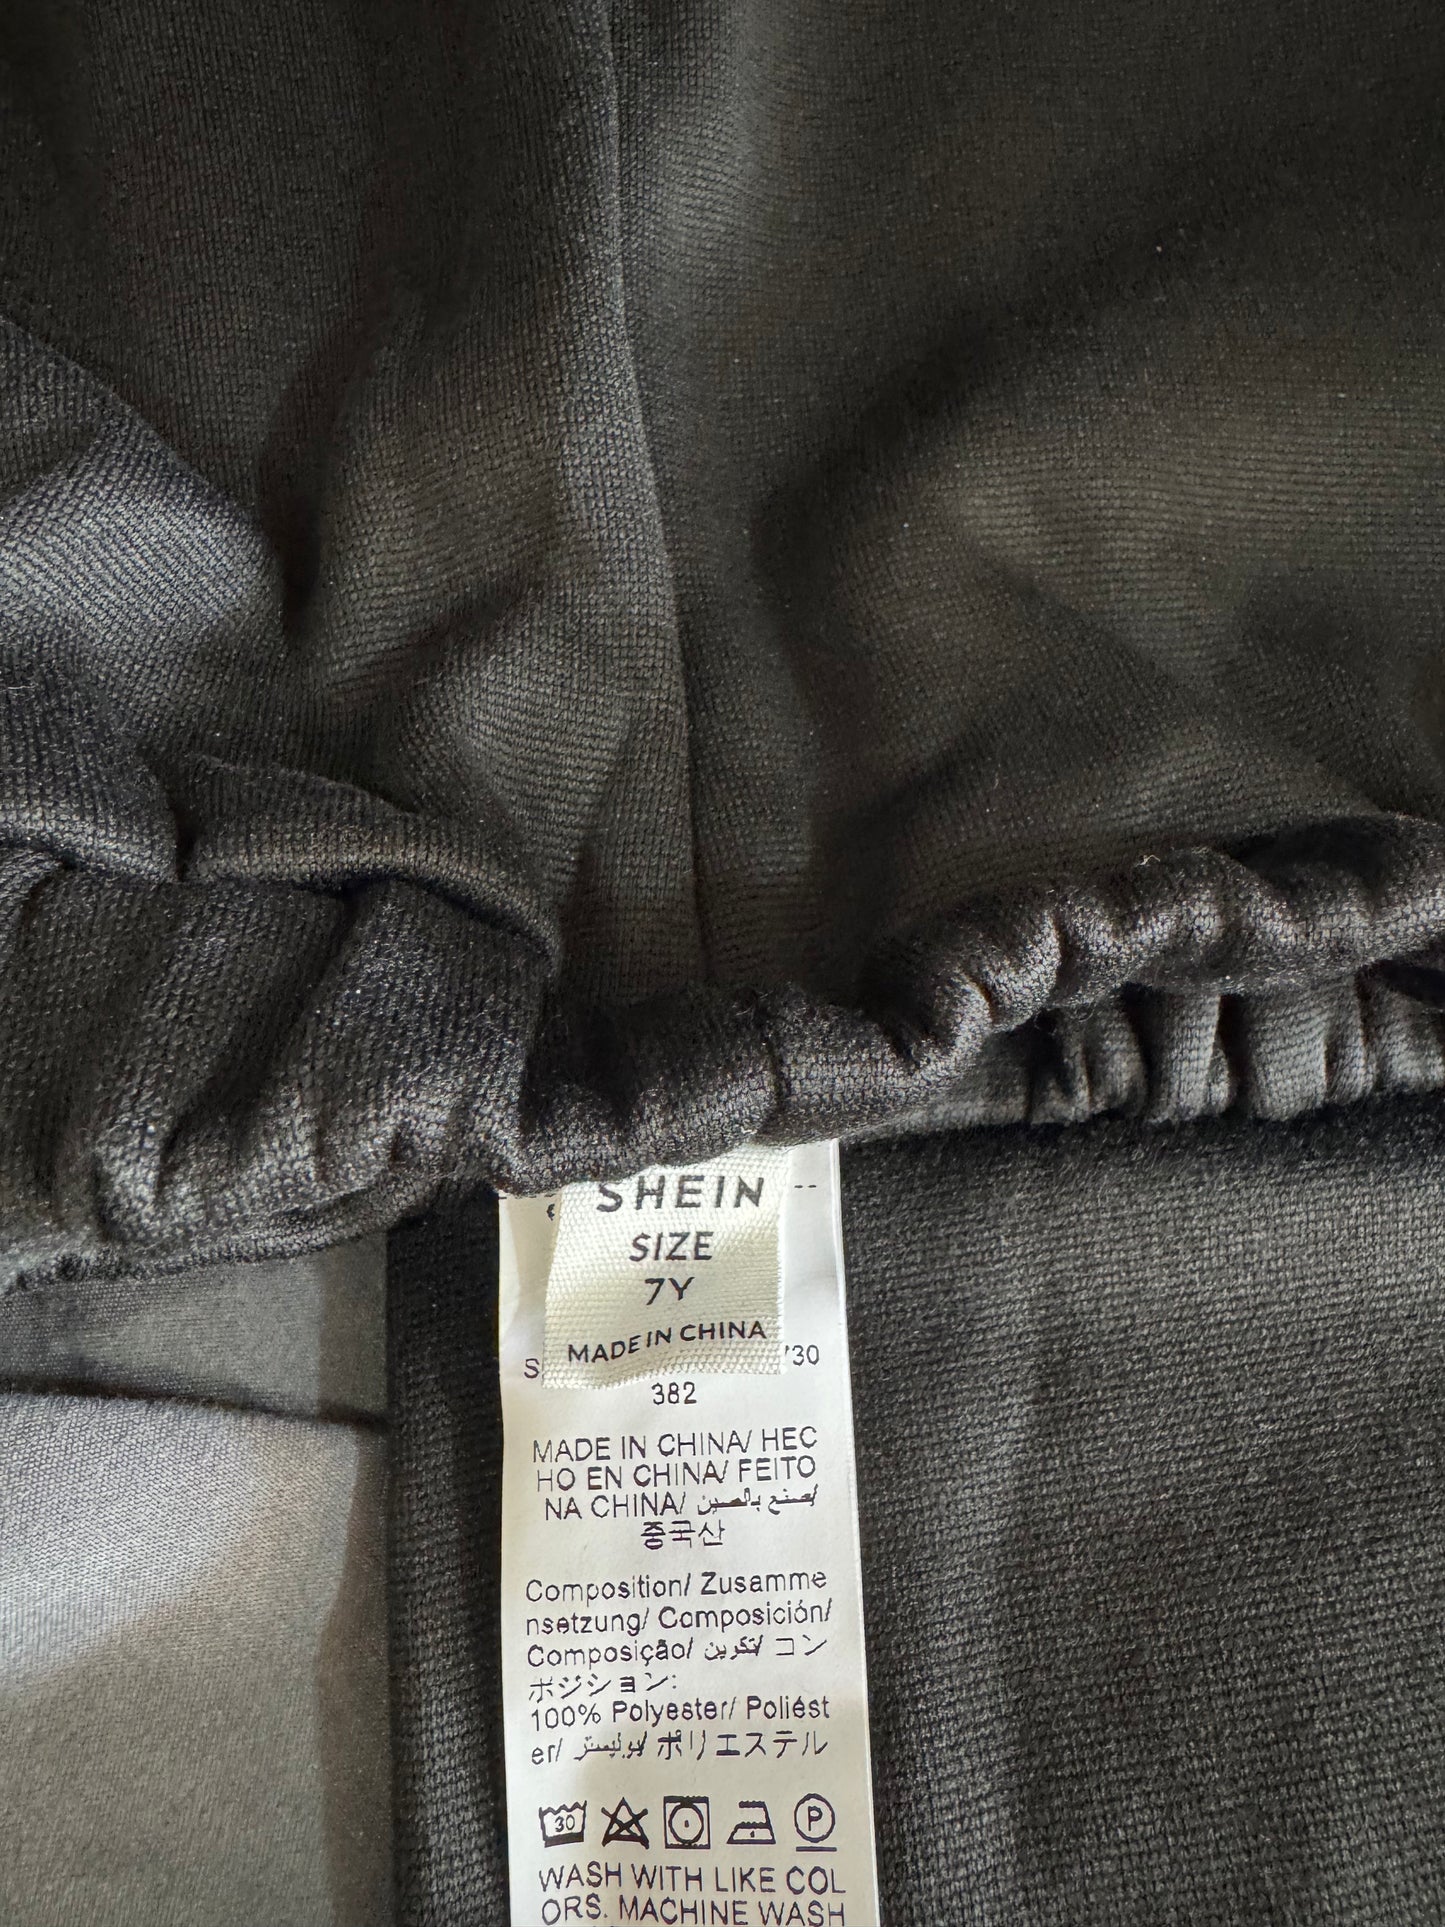 SHEIN
SIZE
7Y
MADE IN CHINA
382
MADE IN CHINA/ HEC
HO EN CHINA/ FEITO
NA CHINA/ صنع بالصين/
중국산
Composition/ Zusamme
nsetzung/ Composición/
Composição/ تكوين/ コン
ポジション:
100% Polyester/ Poliést
er/ بوليستر/ ポリエステル
30 P
WASH WITH LIKE COL
ORS. MACHINE WASH